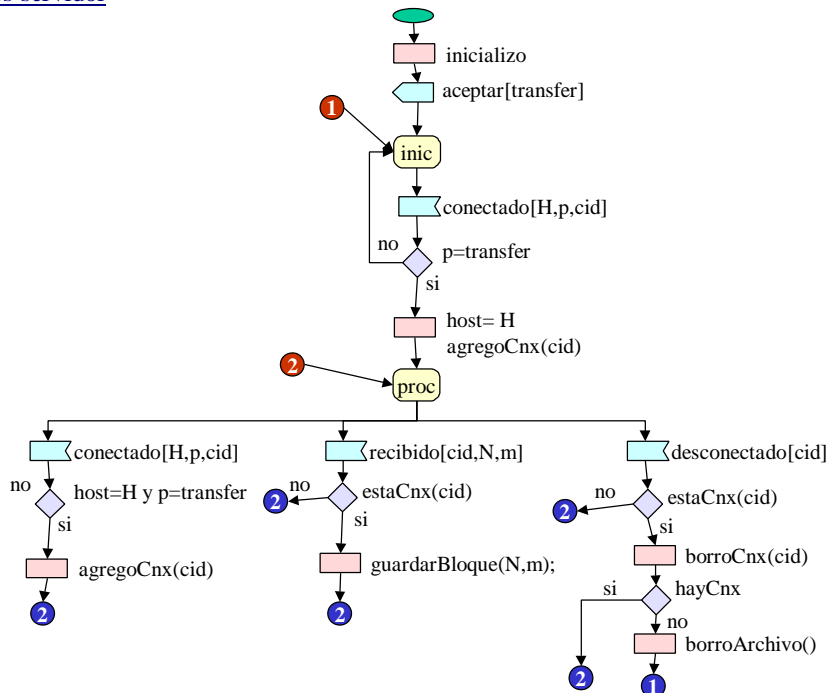 inicializo
aceptar[transfer]
1
inic
conectado[H,p,cid]
no
p=transfer
si
host= H
agregoCnx(cid)
2
proc
conectado[H,p,cid]
recibido[cid,N,m]
desconectado[cid]
no
host=H y p=transfer
si
agregoCnx(cid)
2
no
2
estaCnx(cid)
si
guardarBloque(N,m);
2
no
2
estaCnx(cid)
si
borroCnx(cid)
si
hayCnx
no
borroArchivo()
2
1